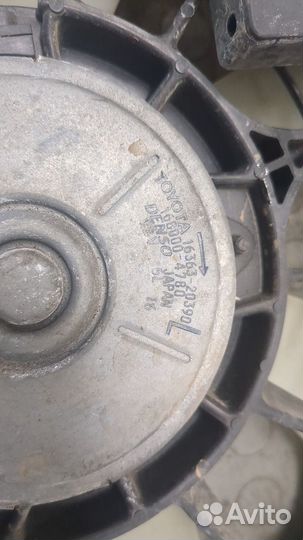 TOYOTA 16363-20390
168000-4780
DENSO JAPAN
L
Avito